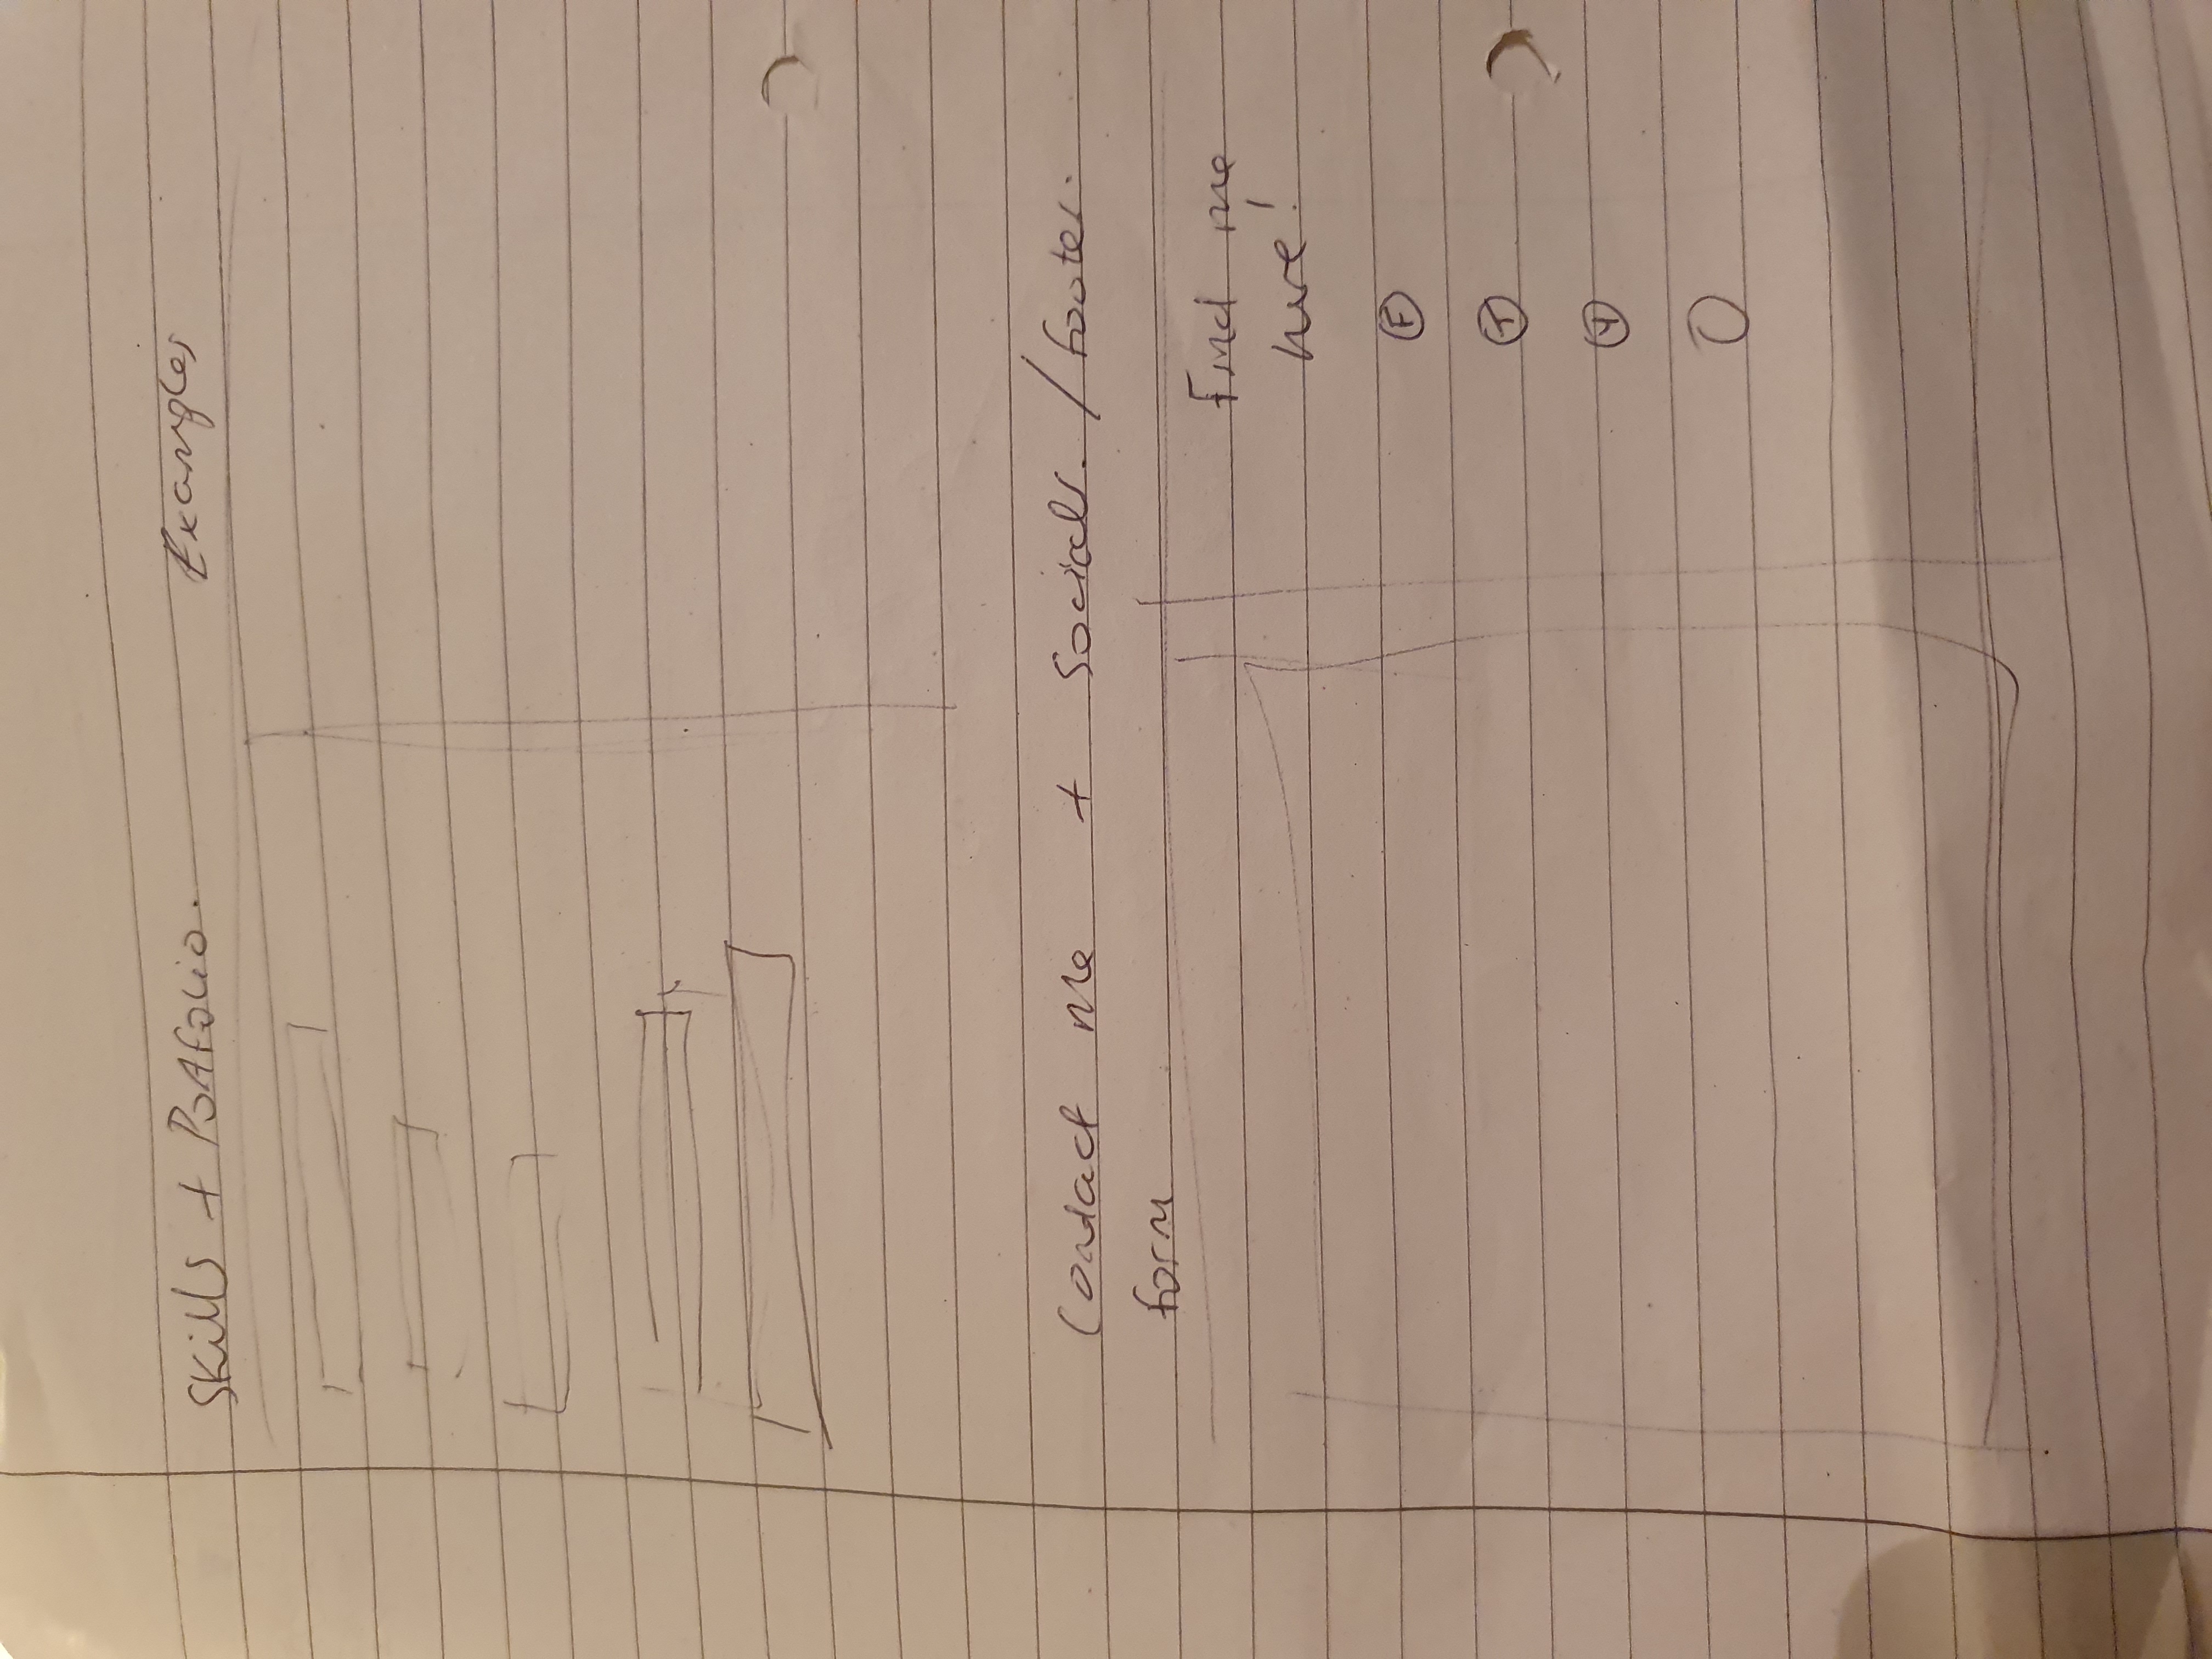 Skills + Portfolio. Examples
Contact me + Socials. / footer.
form
Find me
here!
F
T
Y